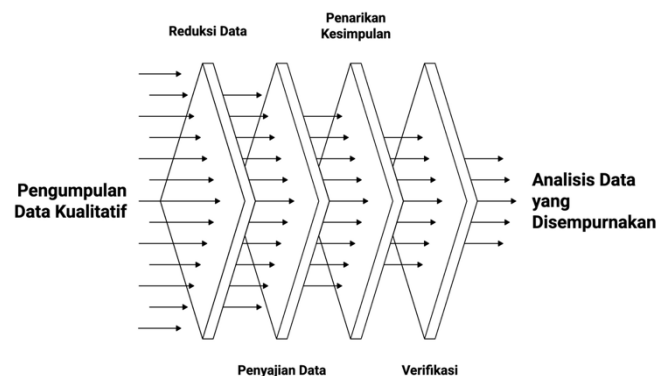 Penarikan
Kesimpulan
Reduksi Data
Pengumpulan
Data Kualitatif
Analisis Data
yang
Disempurnakan
Penyajian Data
Verifikasi